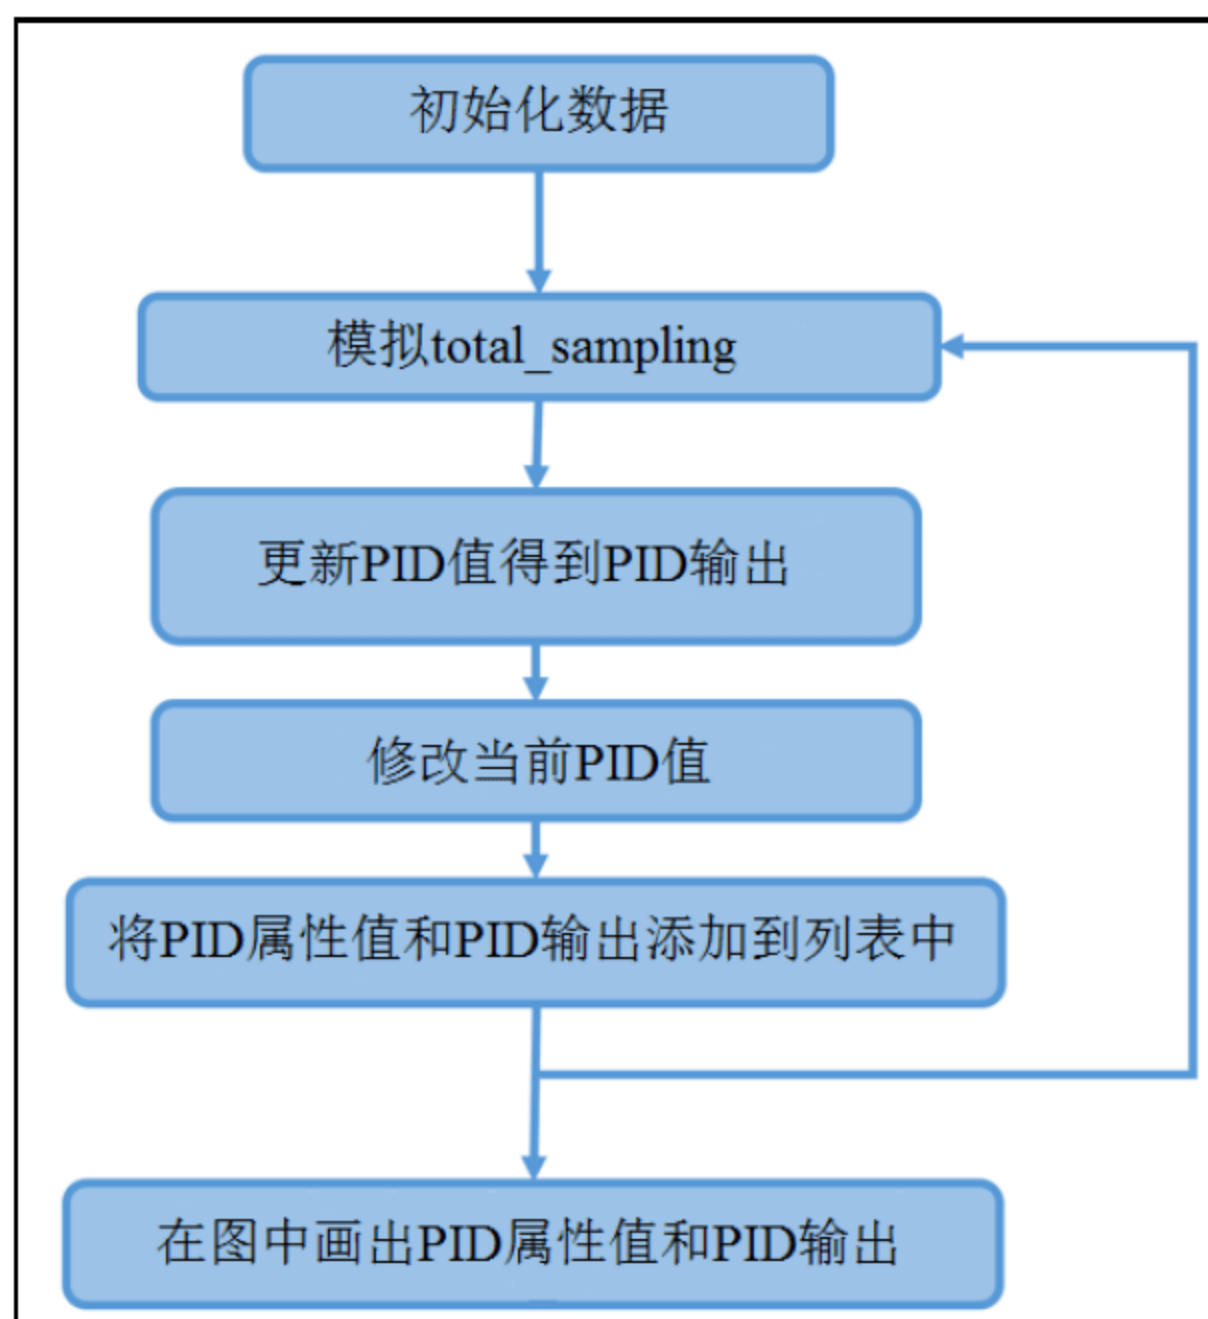 初始化数据
模拟total_sampling
更新PID值得到PID输出
修改当前PID值
将PID属性值和PID输出添加到列表中
在图中画出PID属性值和PID输出